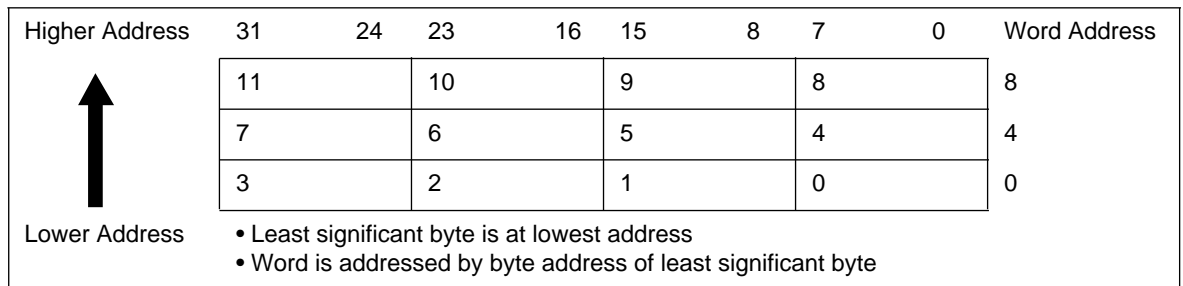 Higher Address 31 24 23 16 15 8 7 0 Word Address
11 10 9 8 8
7 6 5 4 4
3 2 1 0 0
Lower Address • Least significant byte is at lowest address
• Word is addressed by byte address of least significant byte